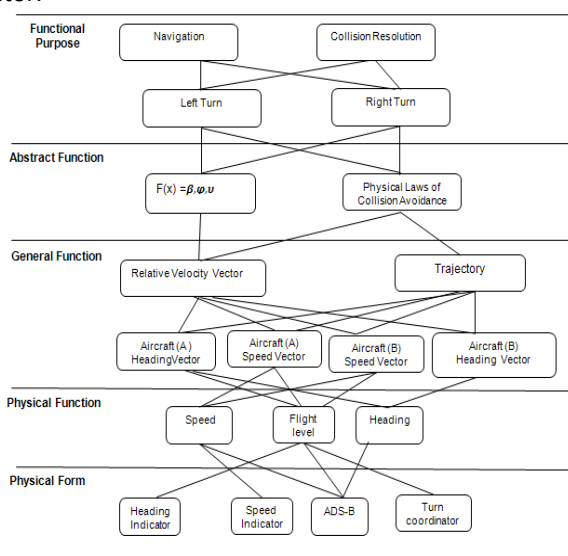 Functional
Purpose
Navigation
Collision Resolution
Left Turn
Right Turn
Abstract Function
F(x) =β,φ,υ
Physical Laws of
Collision Avoidance
General Function
Relative Velocity Vector
Trajectory
Aircraft (A )
HeadingVector
Aircraft (A)
Speed Vector
Aircraft (B)
Speed Vector
Aircraft (B)
Heading Vector
Physical Function
Speed
Flight
level
Heading
Physical Form
Heading
Indicator
Speed
Indicator
ADS-B
Turn
coordinator